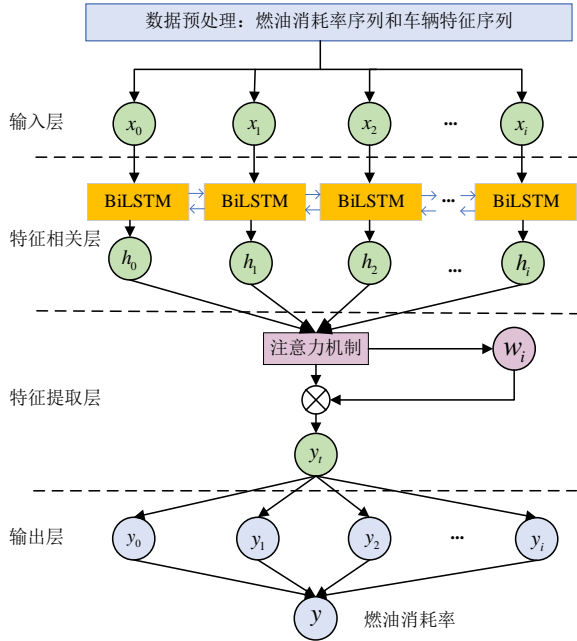 数据预处理：燃油消耗率序列和车辆特征序列
输入层
x₀ x₁ x₂ ... xᵢ
BiLSTM BiLSTM BiLSTM ... BiLSTM
特征相关层
h₀ h₁ h₂ ... hᵢ
注意力机制
wᵢ
特征提取层
yₜ
输出层
y₀ y₁ y₂ ... yᵢ
y 燃油消耗率